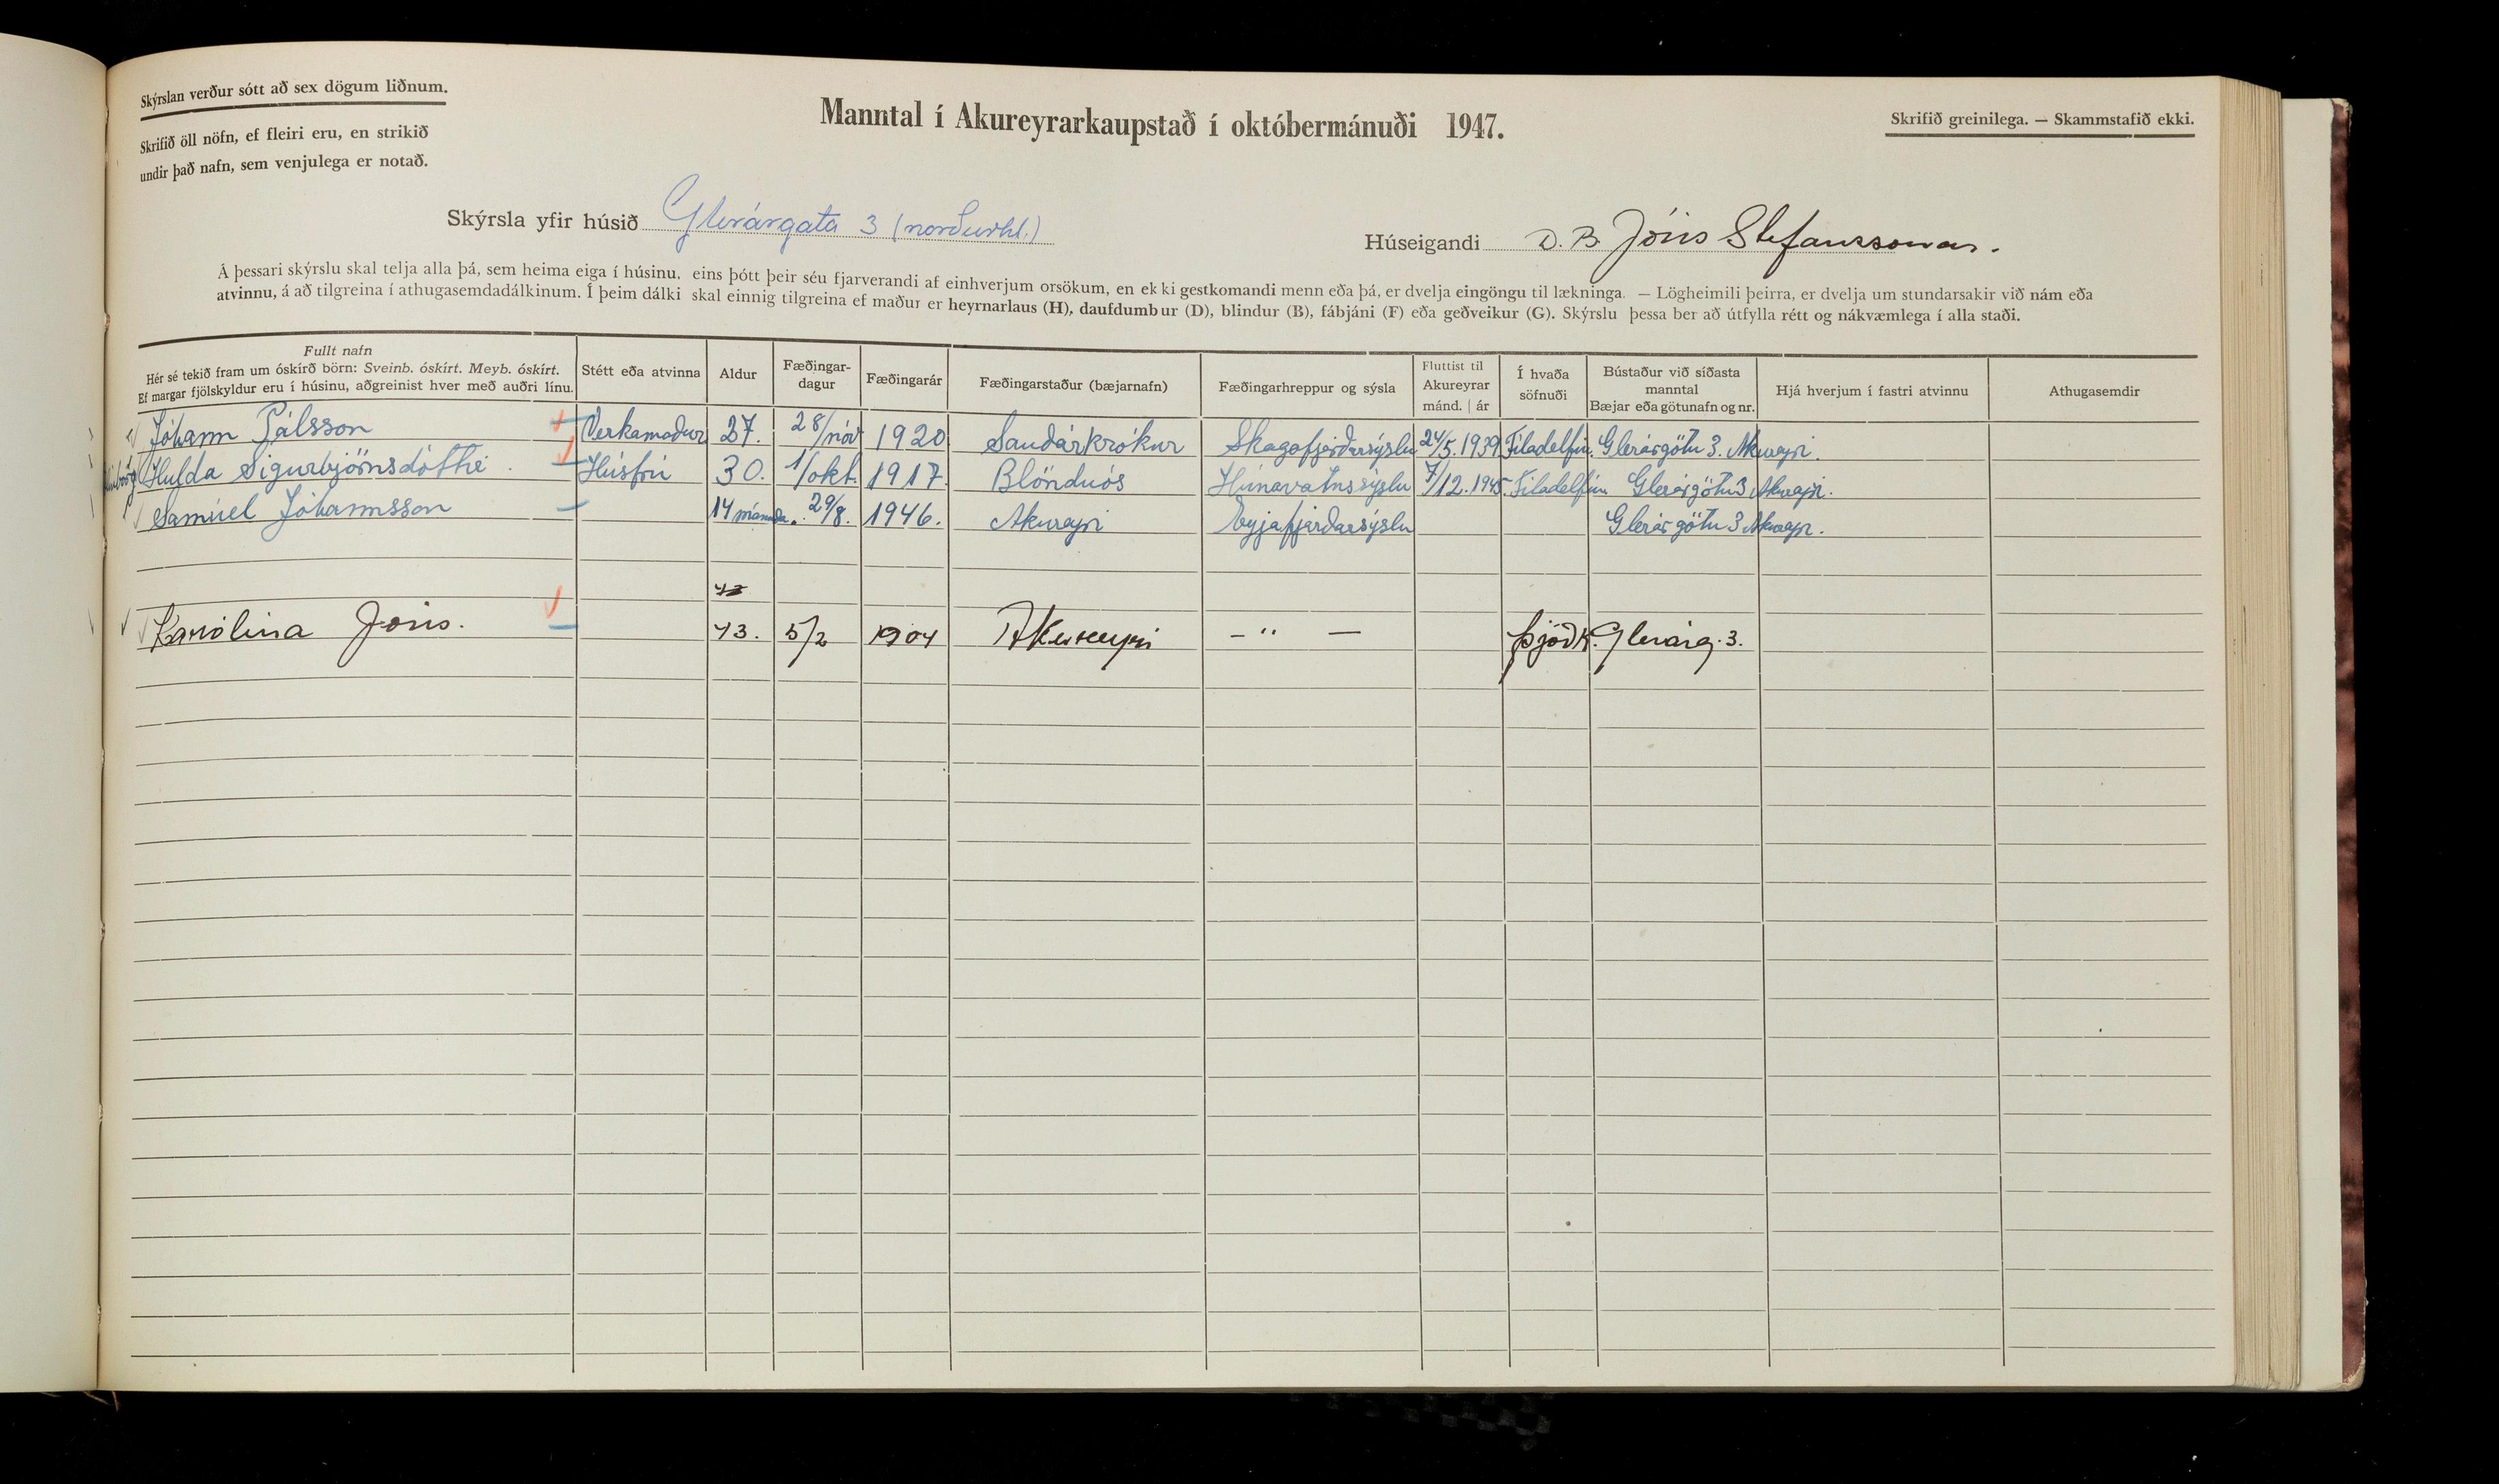 Skýrslan verður sótt að sex dögum liðnum.
Skrifið öll nöfn, ef fleiri eru, en strikið
undir það nafn, sem venjulega er notað.
Manntal í Akureyrarkaupstað í októbermánuði 1947.
Skrifið greinilega. — Skammstafið ekki.
Skýrsla yfir húsið Glerárgata 3 (norðurhl.)
Húseigandi D. B. Jóns Stefanssonar.
Á þessari skýrslu skal telja alla þá, sem heima eiga í húsinu, eins þótt þeir séu fjarverandi af einhverjum orsökum, en ekki gestkomandi menn eða þá, er dvelja eingöngu til lækninga. — Lögheimili þeirra, er dvelja um stundarsakir við nám eða
atvinnu, á að tilgreina í athugasemdadálkinum. Í þeim dálki skal einnig tilgreina ef maður er heyrnarlaus (H), daufdumbur (D), blindur (B), fábjáni (F) eða geðveikur (G). Skýrslu þessa ber að útfylla rétt og nákvæmlega í alla staði.
Fullt nafn
Hér sé tekið fram um óskírð börn: Sveinb. óskírt. Meyb. óskírt.
Ef margar fjölskyldur eru í húsinu, aðgreinist hver með auðri línu.
Stétt eða atvinna
Aldur
Fæðingar-
dagur
Fæðingarár
Fæðingarstaður (bæjarnafn)
Fæðingarhreppur og sýsla
Fluttist til
Akureyrar
mánd. | ár
Í hvaða
söfnuði
Bústaður við síðasta
manntal
Bæjar eða götunafn og nr.
Hjá hverjum í fastri atvinnu
Athugasemdir
Jóhann Pálsson Verkamaður 27. 28/nóv 1920 Saudárkrókur Skagafjarðarsýslu 24/5. 1939 Filadelfíu. Glerárgötu 3. Akureyri.
Hulda Sigurbjörnsdóttir Húsfrú 30. 1/okt. 1917. Blönduós Húnavatnssýslu 7/12. 1945. Filadelfíu Glerárgötu 3 Akureyri.
Samúel Jóhannsson 14 mánaða. 29/8. 1946. Akureyri Eyjafjarðarsýslu Glerárgötu 3 Akureyri.
43
Karólína Jóns. 43. 5/2 1904 Akureyri – " — Þjóðk. Glerárg. 3.